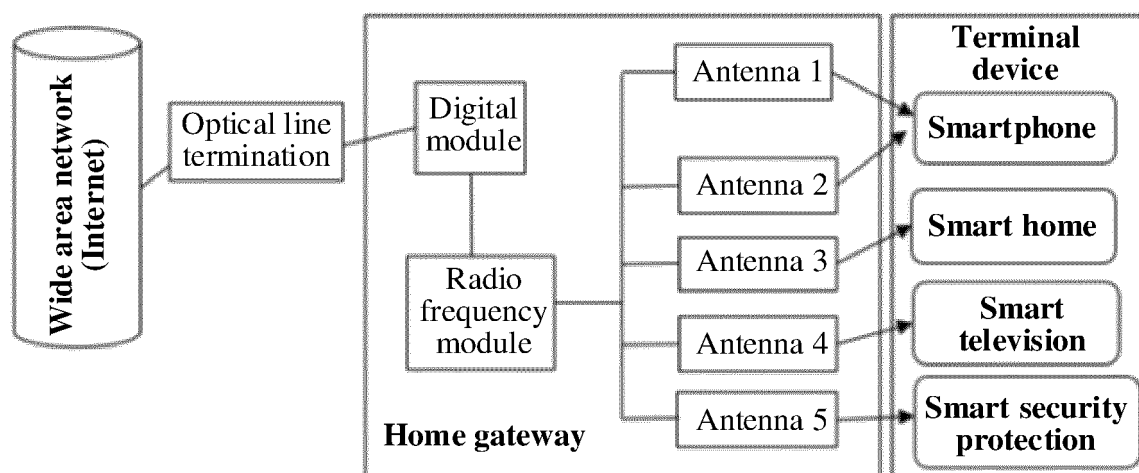 Wide area network
(Internet)
Optical line
termination
Digital
module
Radio
frequency
module
Home gateway
Antenna 1
Antenna 2
Antenna 3
Antenna 4
Antenna 5
Terminal
device
Smartphone
Smart home
Smart
television
Smart security
protection